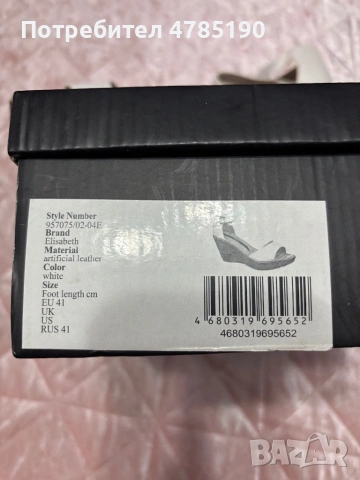 Потребител 4785190
Style Number
957075/02-04E
Brand
Elisabeth
Material
artificial leather
Color
white
Size
Foot length cm
EU 41
UK
US
RUS 41
4 680319 695652
4680319695652
BAZAR